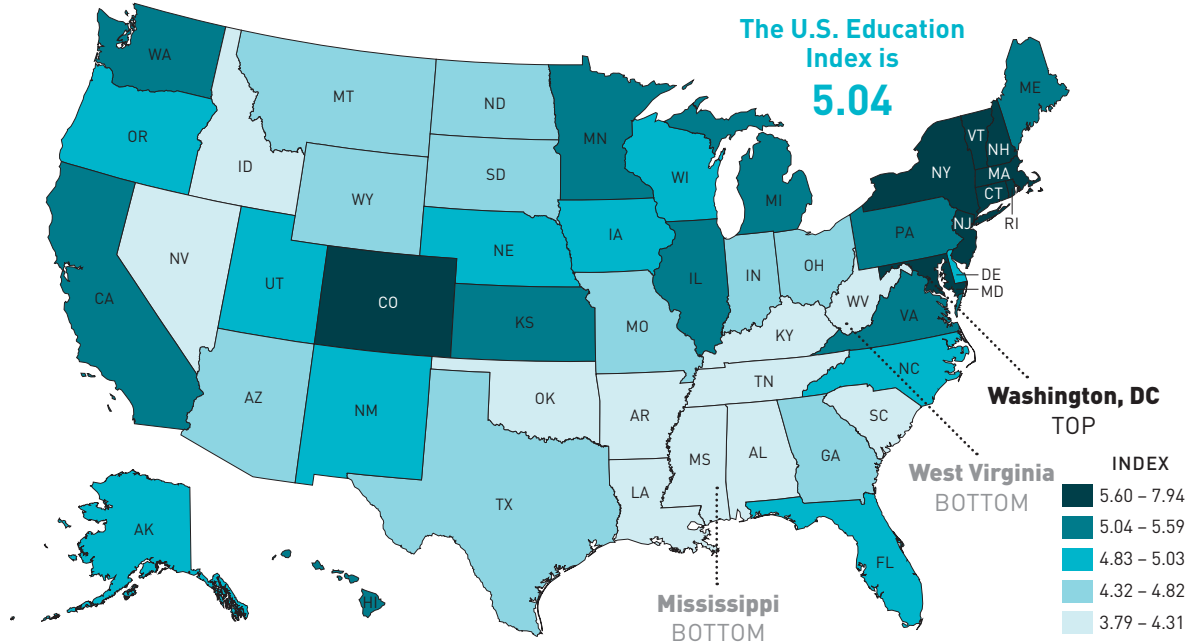 The U.S. Education
Index is
5.04
WA
MT
ND
MN
ME
OR
ID
SD
WI
VT
NH
NY
MA
CT
MI
WY
RI
NJ
IA
PA
NE
NV
UT
IN
OH
IL
DE
MD
CO
CA
WV
VA
KS
MO
KY
NC
TN
AZ
NM
OK
AR
SC
Washington, DC
TOP
MS
AL
GA
LA
TX
West Virginia
BOTTOM
INDEX
5.60 – 7.94
5.04 – 5.59
4.83 – 5.03
4.32 – 4.82
3.79 – 4.31
AK
FL
HI
Mississippi
BOTTOM